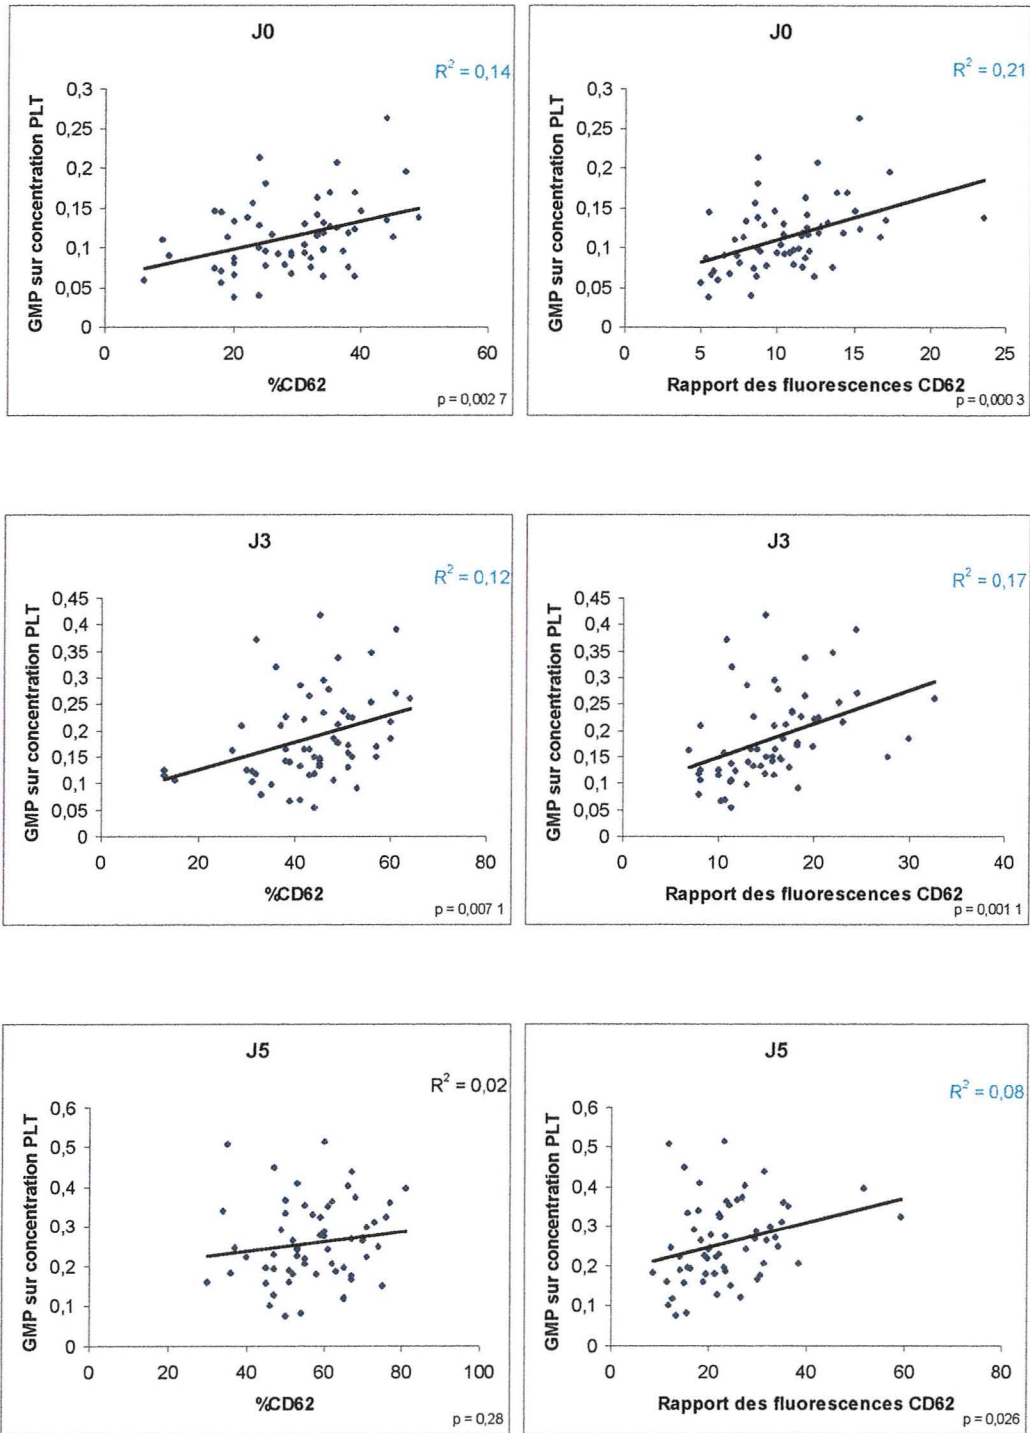 J0
R² = 0,14
GMP sur concentration PLT
0,3
0,25
0,2
0,15
0,1
0,05
0
0 20 40 60
%CD62
p = 0,002 7
J0
R² = 0,21
GMP sur concentration PLT
0,3
0,25
0,2
0,15
0,1
0,05
0
0 5 10 15 20 25
Rapport des fluorescences CD62
p = 0,000 3
J3
R² = 0,12
GMP sur concentration PLT
0,45
0,4
0,35
0,3
0,25
0,2
0,15
0,1
0,05
0
0 20 40 60 80
%CD62
p = 0,007 1
J3
R² = 0,17
GMP sur concentration PLT
0,45
0,4
0,35
0,3
0,25
0,2
0,15
0,1
0,05
0
0 10 20 30 40
Rapport des fluorescences CD62
p = 0,001 1
J5
R² = 0,02
GMP sur concentration PLT
0,6
0,5
0,4
0,3
0,2
0,1
0
0 20 40 60 80 100
%CD62
p = 0,28
J5
R² = 0,08
GMP sur concentration PLT
0,6
0,5
0,4
0,3
0,2
0,1
0
0 20 40 60 80
Rapport des fluorescences CD62
p = 0,026